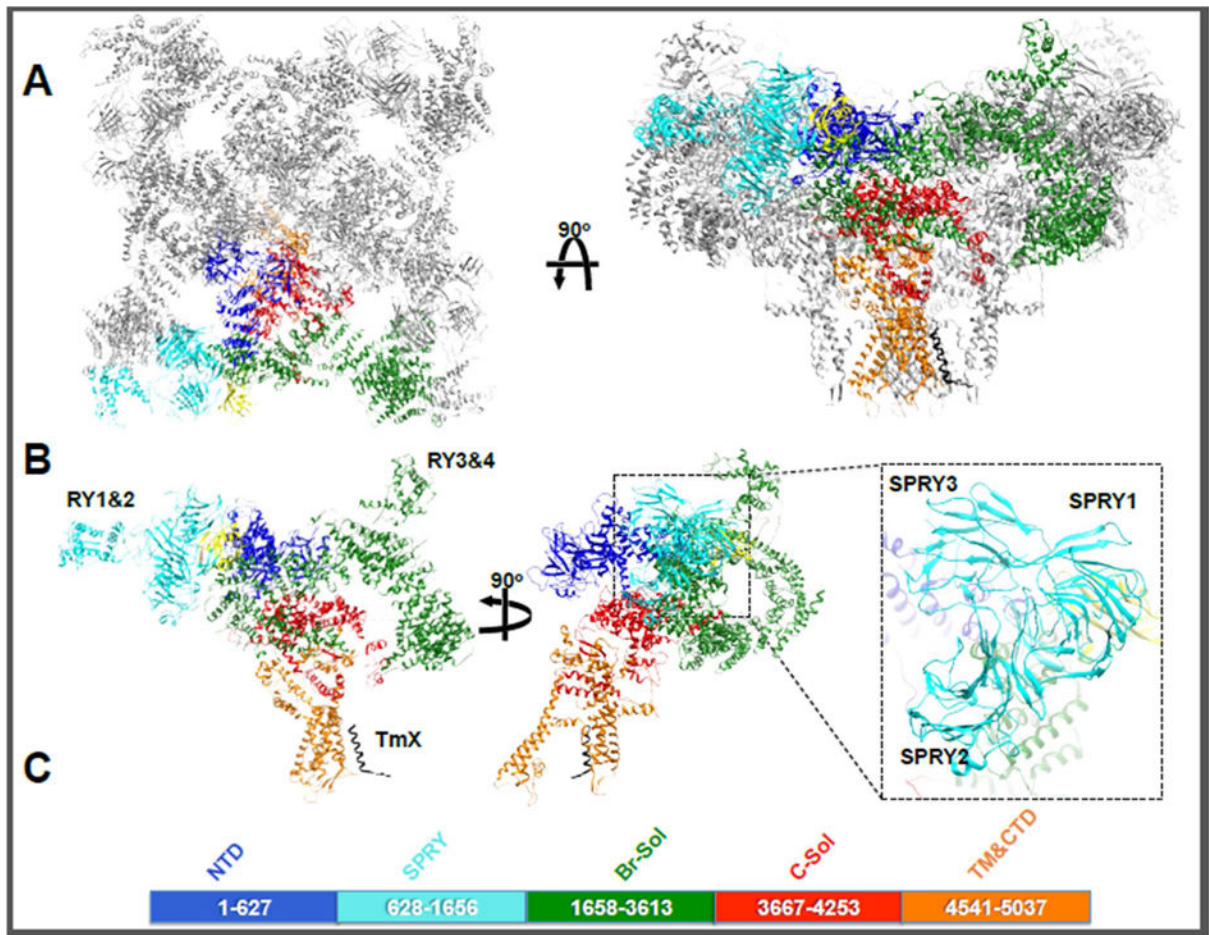 A
90°
B
RY1&2
RY3&4
90°
SPRY3
SPRY1
SPRY2
TmX
C
NTD
SPRY
Br-Sol
C-Sol
TM&CTD
1-627
628-1656
1658-3613
3667-4253
4541-5037